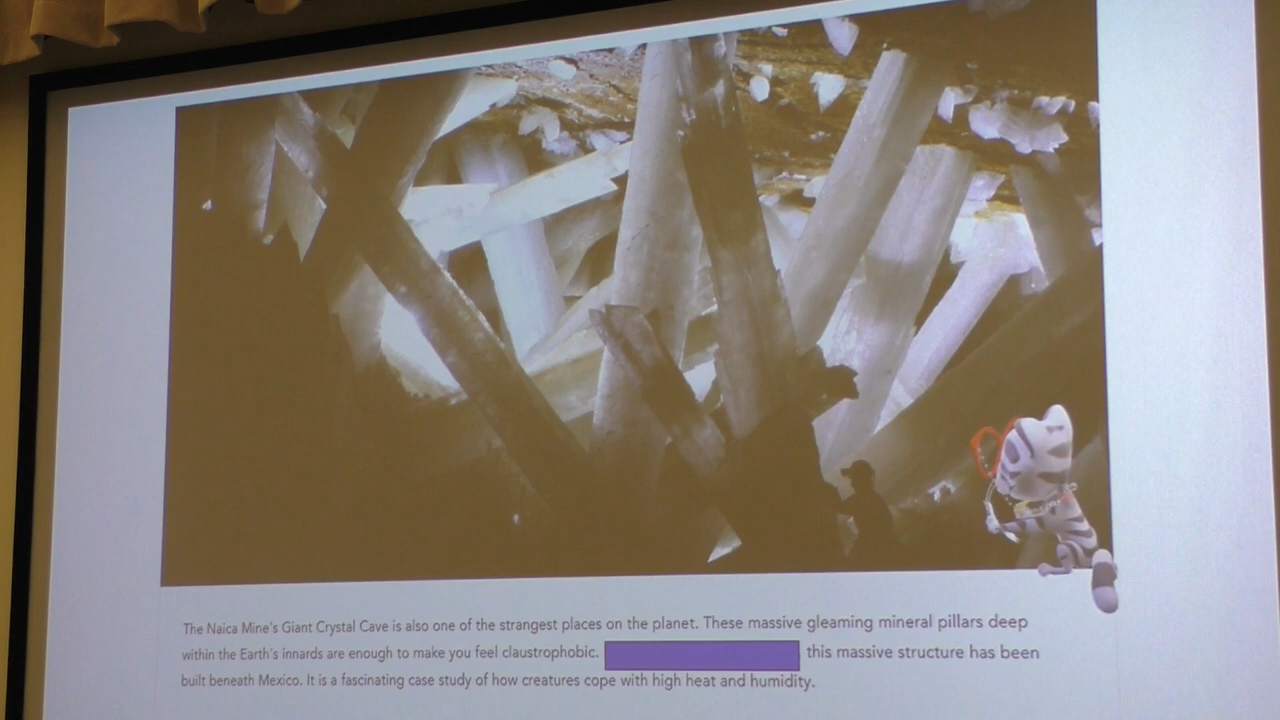 The Naica Mine's Giant Crystal Cave is also one of the strangest places on the planet. These massive gleaming mineral pillars deep
within the Earth's innards are enough to make you feel claustrophobic. this massive structure has been
built beneath Mexico. It is a fascinating case study of how creatures cope with high heat and humidity.